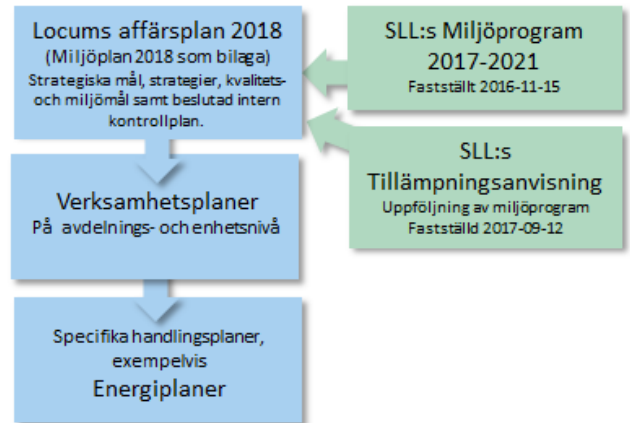 Locums affärsplan 2018
(Miljöplan 2018 som bilaga)
Strategiska mål, strategier, kvalitets-
och miljömål samt beslutad intern
kontrollplan.
SLL:s Miljöprogram
2017-2021
Fastställt 2016-11-15
SLL:s
Tillämpningsanvisning
Uppföljning av miljöprogram
Fastställd 2017-09-12
Verksamhetsplaner
På avdelnings- och enhetsnivå
Specifika handlingsplaner,
exempelvis
Energiplaner